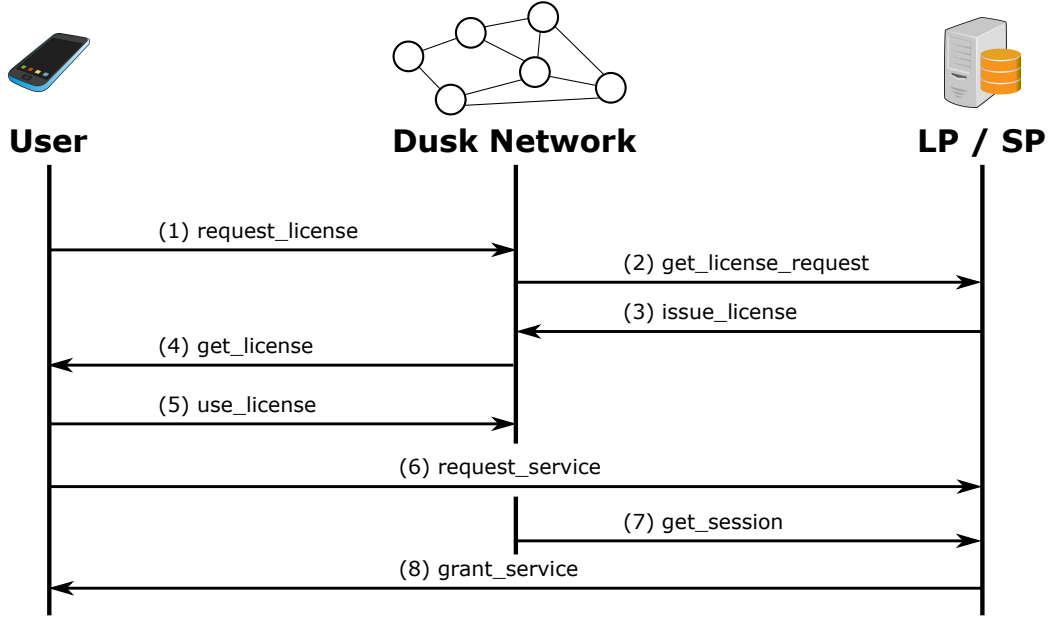 User
Dusk Network
LP / SP
(1) request_license
(2) get_license_request
(3) issue_license
(4) get_license
(5) use_license
(6) request_service
(7) get_session
(8) grant_service